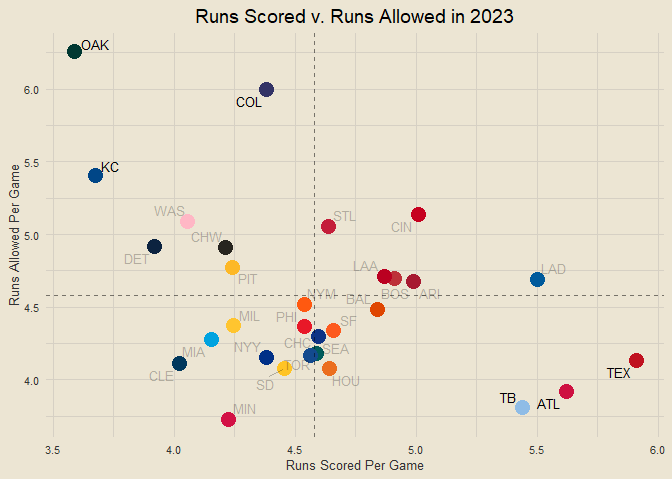 Runs Scored v. Runs Allowed in 2023
OAK
6.0
COL
5.5
KC
WAS
STL
CIN
5.0
CHW
DET
LAA
LAD
PIT
NYM
BAL
BOS
ARI
4.5
MIL
PHI
SF
CHC
SEA
MIA
NYY
TOR
CLE
SD
HOU
4.0
TEX
TB
ATL
MIN
3.5
4.0
4.5
5.0
5.5
6.0
Runs Scored Per Game
Runs Allowed Per Game